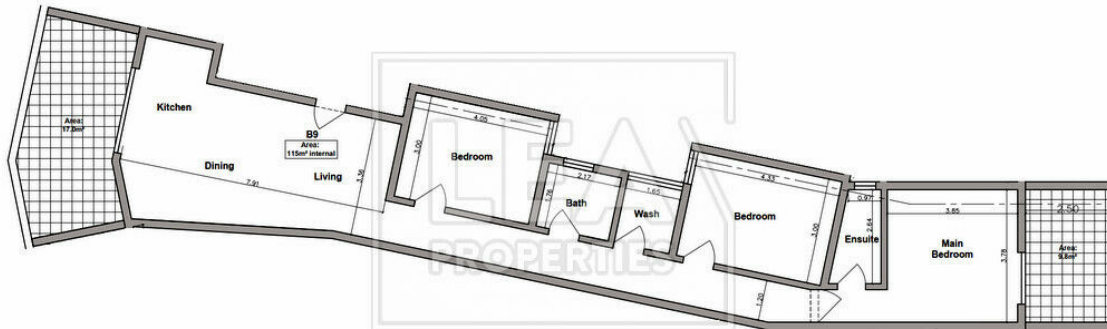 Area:
17.0m²
Kitchen
Dining
7.91
B9
Area:
115m² internal
Living
3.36
3.00
4.05
Bedroom
1.76
2.17
Bath
1.65
Wash
4.33
Bedroom
3.00
1.20
0.97
2.64
Ensuite
3.85
Main
Bedroom
3.78
2.50
Area:
9.8m²
LEA
PROPERTIES